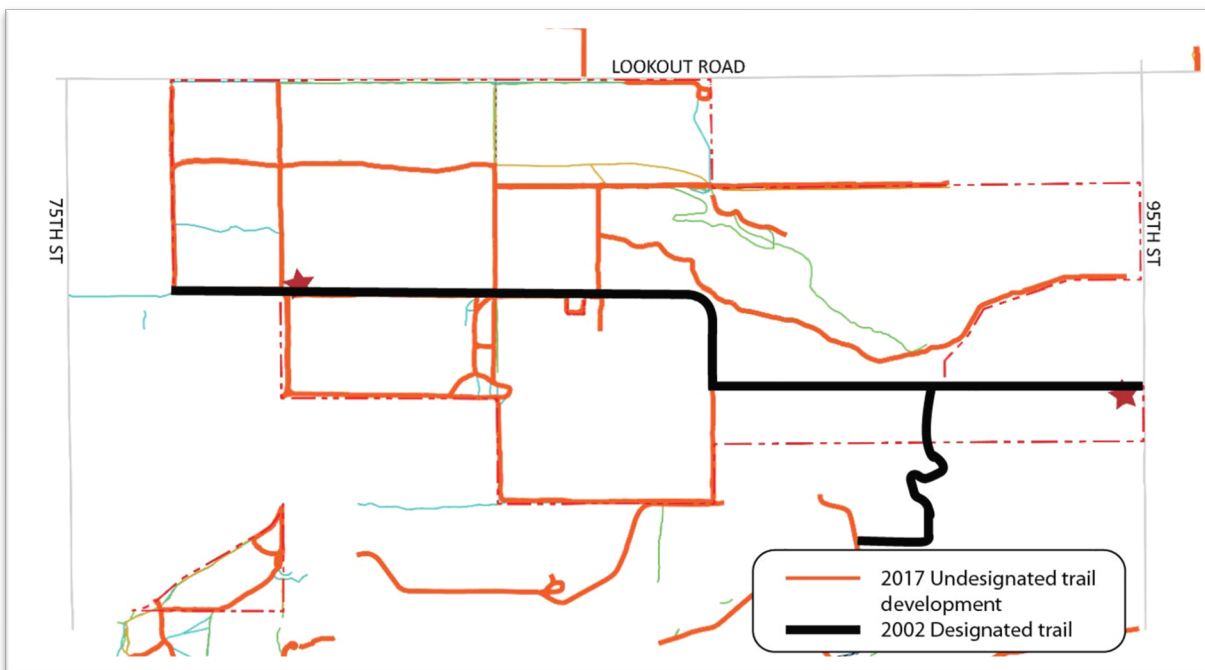 LOOKOUT ROAD
75TH ST
95TH ST
2017 Undesignated trail
development
2002 Designated trail